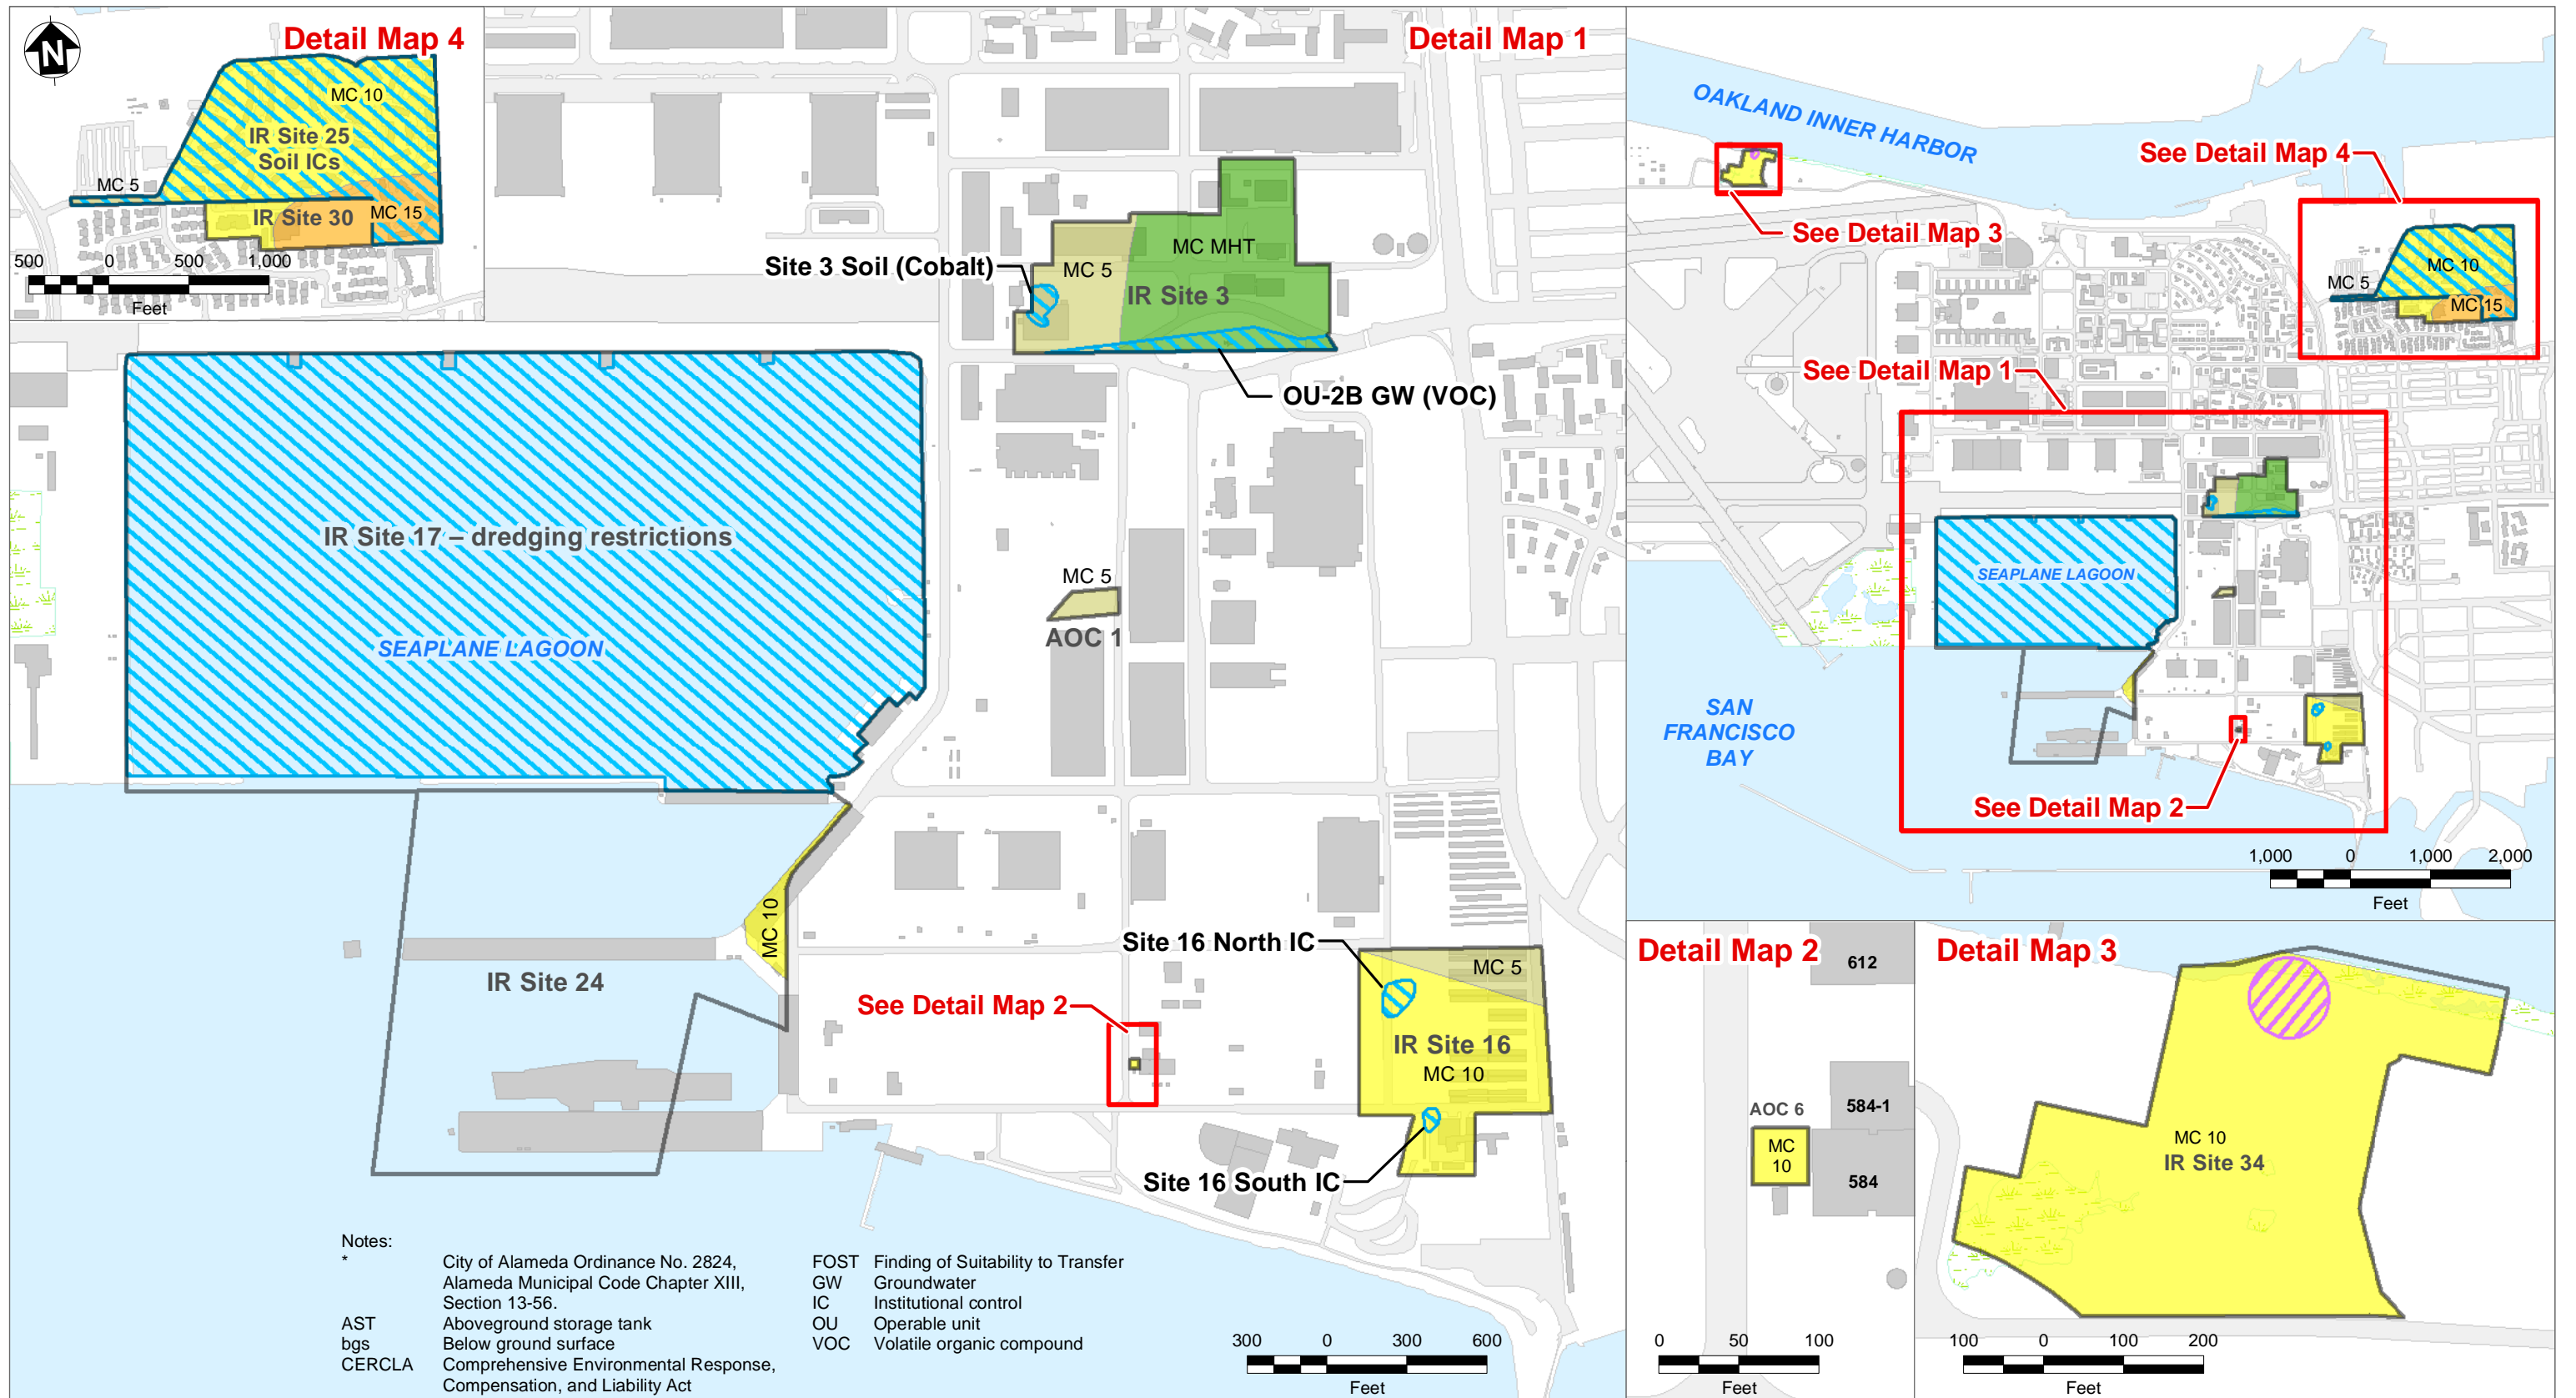 N
Detail Map 4
MC 10
IR Site 25
Soil ICs
MC 5
IR Site 30
MC 15
500 0 500 1,000
Feet
Detail Map 1
Site 3 Soil (Cobalt)
MC 5
MC MHT
IR Site 3
OU-2B GW (VOC)
IR Site 17 – dredging restrictions
SEAPLANE LAGOON
MC 5
AOC 1
MC 10
IR Site 24
Site 16 North IC
MC 5
See Detail Map 2
IR Site 16
MC 10
Site 16 South IC
Notes:
* City of Alameda Ordinance No. 2824,
Alameda Municipal Code Chapter XIII,
Section 13-56.
AST Aboveground storage tank
bgs Below ground surface
CERCLA Comprehensive Environmental Response,
Compensation, and Liability Act
FOST Finding of Suitability to Transfer
GW Groundwater
IC Institutional control
OU Operable unit
VOC Volatile organic compound
300 0 300 600
Feet
OAKLAND INNER HARBOR
See Detail Map 4
See Detail Map 3
MC 10
MC 5
MC 15
See Detail Map 1
SEAPLANE LAGOON
SAN
FRANCISCO
BAY
See Detail Map 2
1,000 0 1,000 2,000
Feet
Detail Map 2
612
AOC 6
584-1
MC
10
584
0 50 100
Feet
Detail Map 3
MC 10
IR Site 34
100 0 100 200
Feet